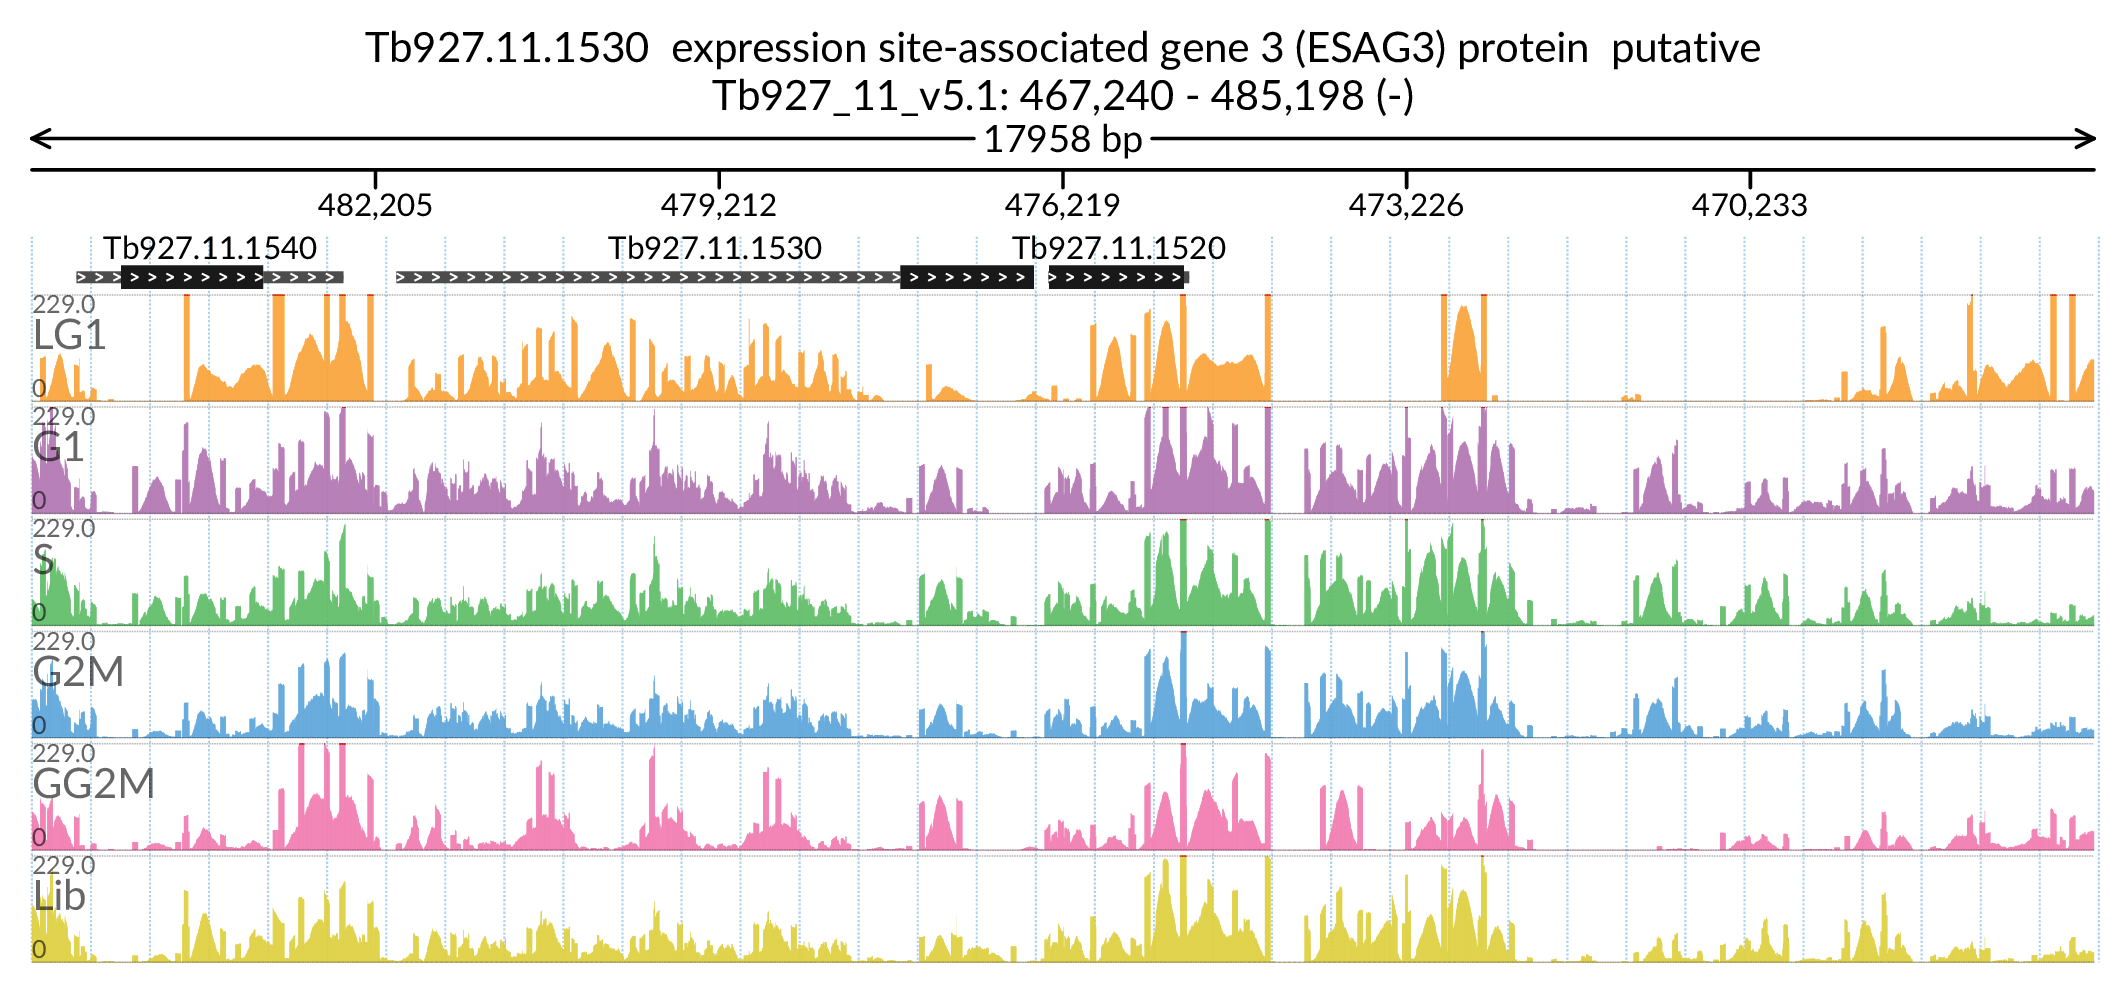 Tb927.11.1530  expression site-associated gene 3 (ESAG3) protein  putative
Tb927_11_v5.1: 467,240 - 485,198 (-)
17958 bp
482,205 479,212 476,219 473,226 470,233
Tb927.11.1540 Tb927.11.1530 Tb927.11.1520
229.0
LG1
0
229.0
G1
0
229.0
S
0
229.0
G2M
0
229.0
GG2M
0
229.0
Lib
0